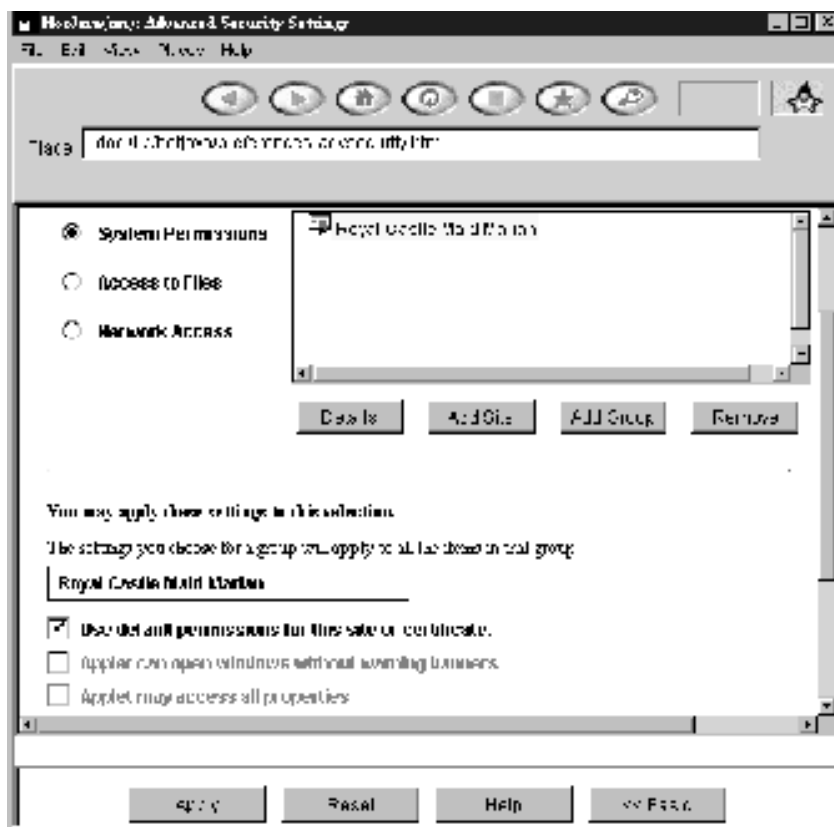 HotJava(tm): Advanced Security Settings
File Edit View Places Help
Place
System Permissions
Access to Files
Network Access
Royal Castle Maid Marian
Details Add Site Add Group Remove
You may apply these settings to this selection.
The settings you choose for a group will apply to all the items in that group
Royal Castle Maid Marian
Use default permissions for this site or certificate.
Applet can open windows without warning banners
Applet may access all properties
Apply Reset Help << Basic